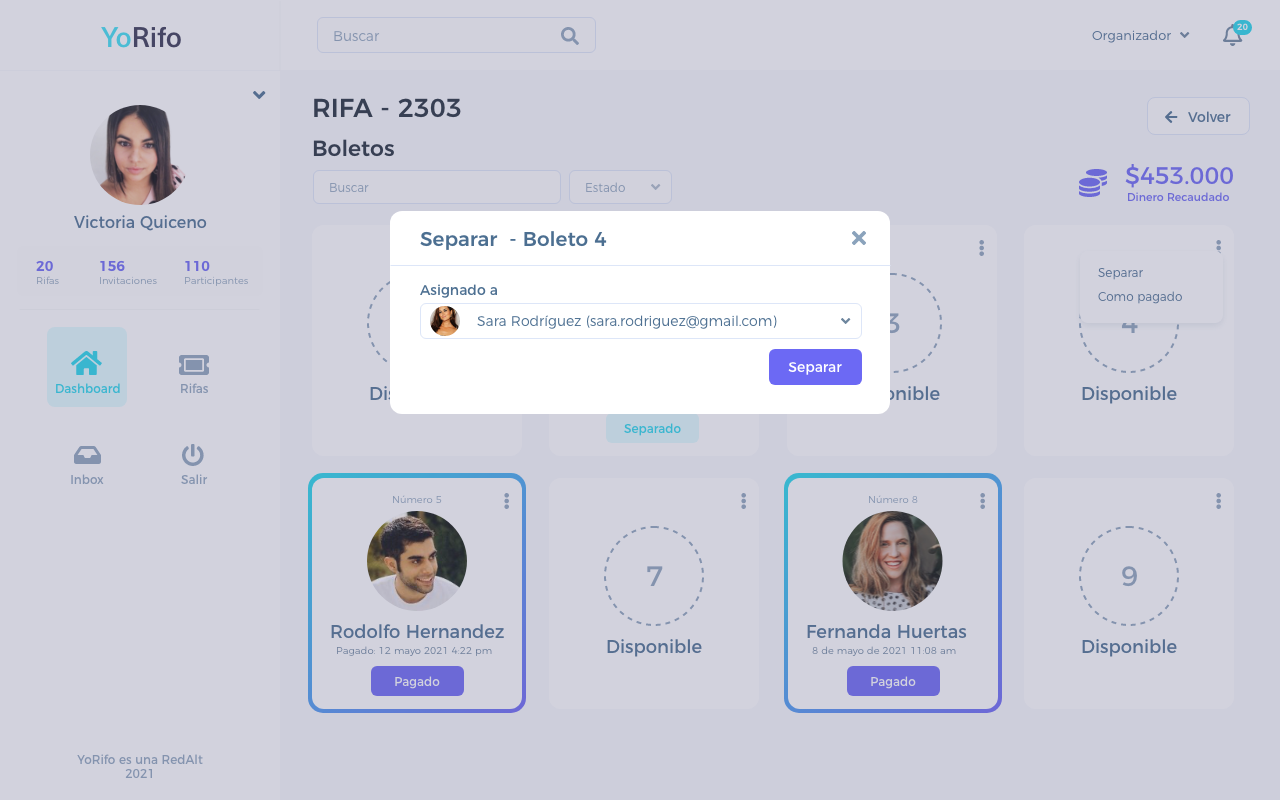 YoRifo
Buscar
Organizador
20
Victoria Quiceno
20
Rifas
156
Invitaciones
110
Participantes
Dashboard
Rifas
Inbox
Salir
YoRifo es una RedAlt
2021
RIFA - 2303
Volver
Boletos
Buscar
Estado
$453.000
Dinero Recaudado
Separar - Boleto 4
Asignado a
Sara Rodríguez (sara.rodriguez@gmail.com)
Separar
Separar
Como pagado
3
4
Disponible
Separado
Número 5
Rodolfo Hernandez
Pagado: 12 mayo 2021 4:22 pm
Pagado
7
Disponible
Número 8
Fernanda Huertas
8 de mayo de 2021 11:08 am
Pagado
9
Disponible